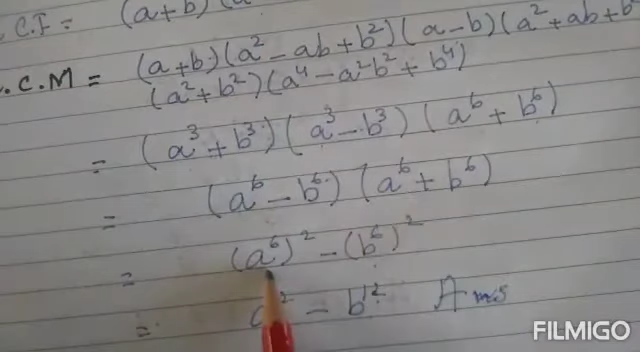 .C.F = (a+b)(a
.C.M = (a+b)(a² - ab + b²)(a-b)(a² + ab + b²
(a² + b²)(a⁴ - a²b² + b⁴)
= (a³ + b³)(a³ - b³)(a⁶ + b⁶)
= (a⁶ - b⁶)(a⁶ + b⁶)
= (a⁶)² - (b⁶)²
= - b¹² Ans
FILMIGO